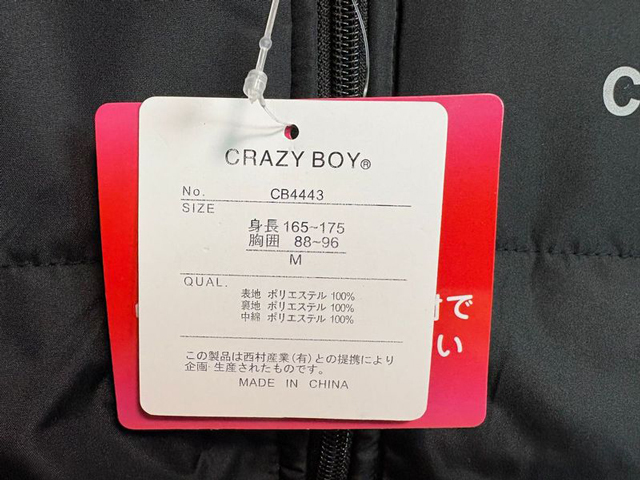 CRAZY BOY®
No. CB4443
SIZE
身長 165~175
胸囲 88~96
M
QUAL.
表地 ポリエステル 100%
裏地 ポリエステル 100%
中綿 ポリエステル 100%
この製品は西村産業(有)との提携により
企画・生産されたものです。
MADE IN CHINA
C
で
い